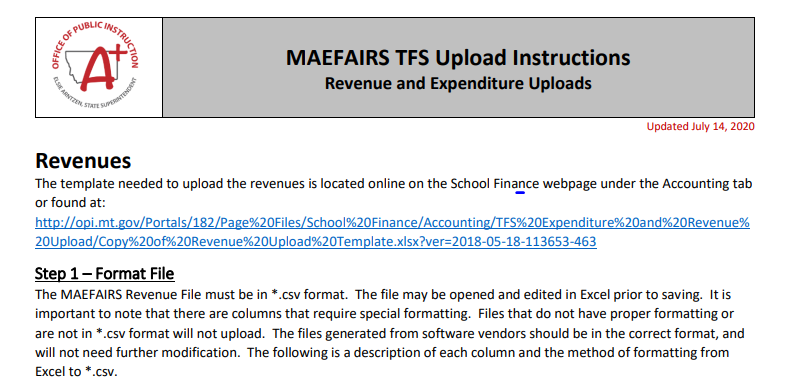 OFFICE OF PUBLIC INSTRUCTION
A+
ELSIE ARNTZEN, STATE SUPERINTENDENT
MAEFAIRS TFS Upload Instructions
Revenue and Expenditure Uploads
Updated July 14, 2020
Revenues
The template needed to upload the revenues is located online on the School Finance webpage under the Accounting tab
or found at:
http://opi.mt.gov/Portals/182/Page%20Files/School%20Finance/Accounting/TFS%20Expenditure%20and%20Revenue%
20Upload/Copy%20of%20Revenue%20Upload%20Template.xlsx?ver=2018-05-18-113653-463
Step 1 – Format File
The MAEFAIRS Revenue File must be in *.csv format.  The file may be opened and edited in Excel prior to saving.  It is
important to note that there are columns that require special formatting.  Files that do not have proper formatting or
are not in *.csv format will not upload.  The files generated from software vendors should be in the correct format, and
will not need further modification.  The following is a description of each column and the method of formatting from
Excel to *.csv.